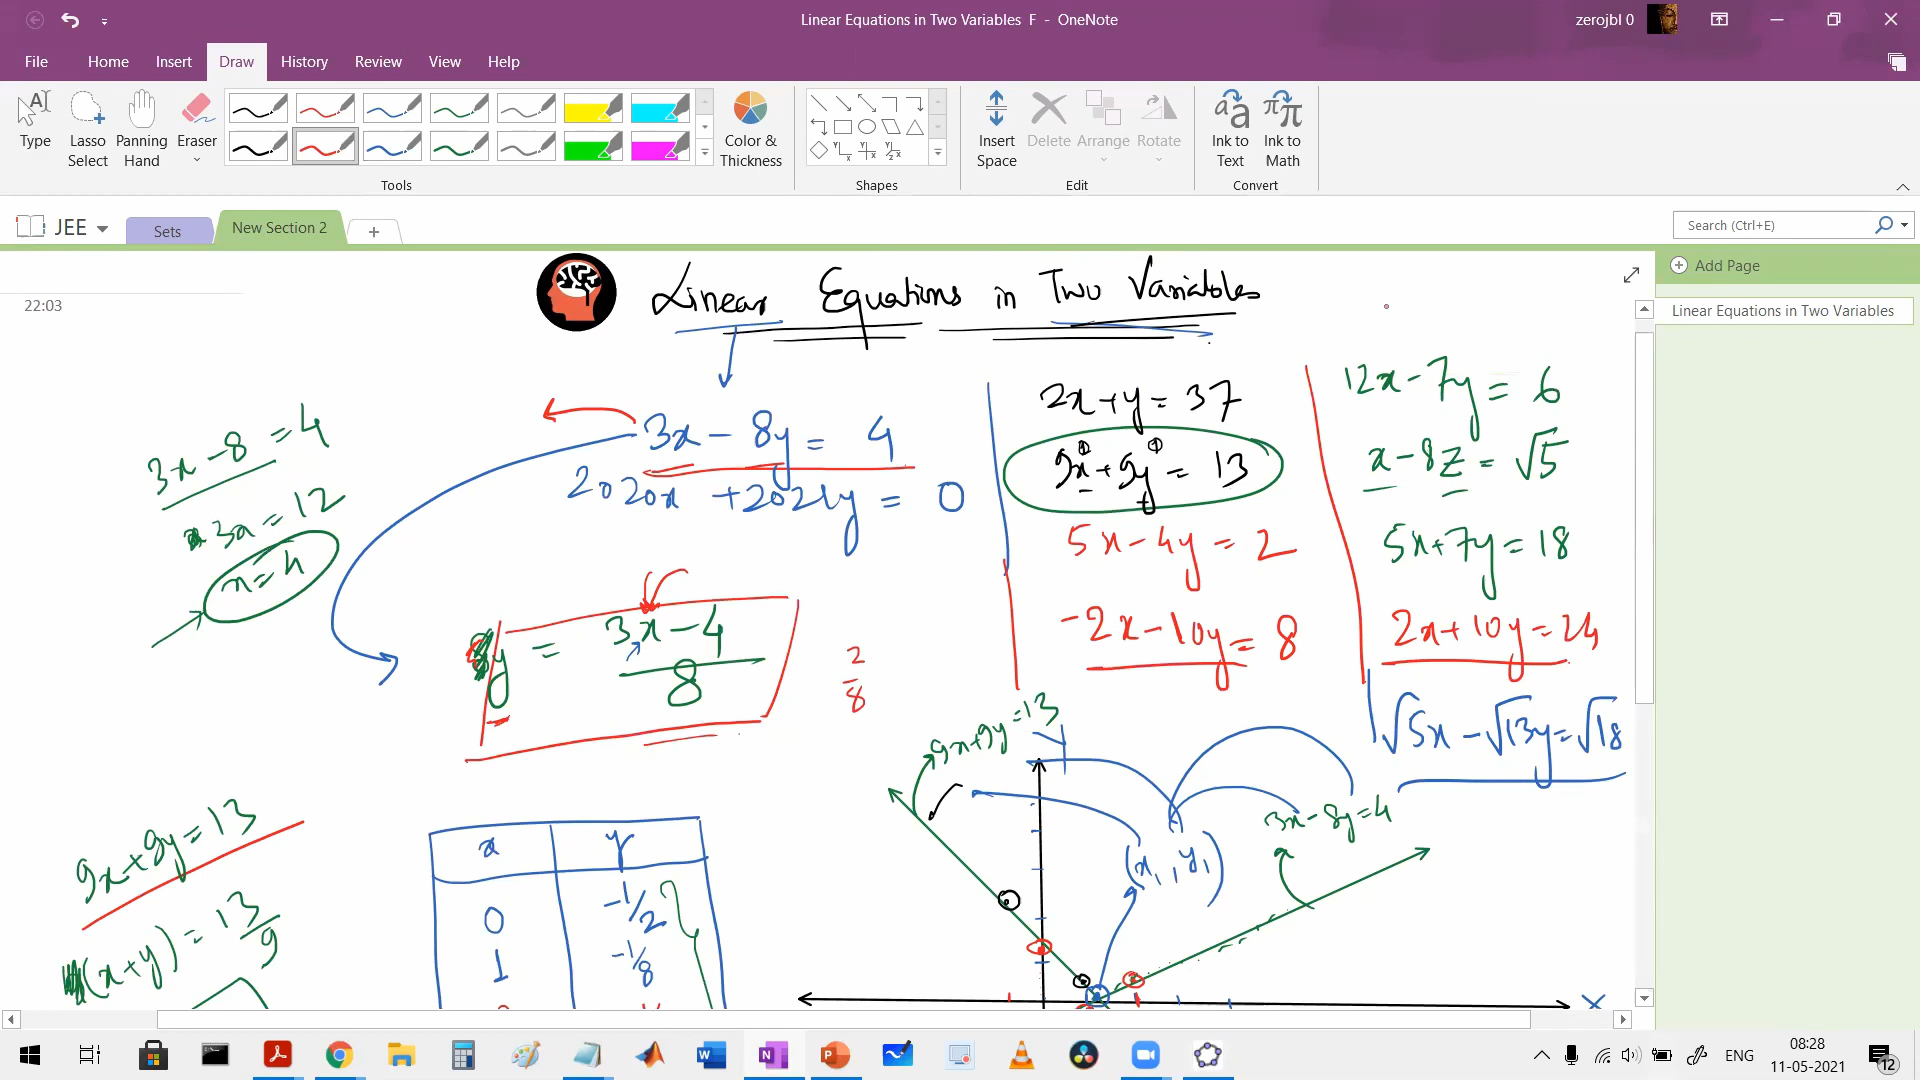 Linear Equations in Two Variables F - OneNote
zerojbl 0
File Home Insert Draw History Review View Help
Type
Lasso Select
Panning Hand
Eraser
Color & Thickness
Insert Space
Delete
Arrange
Rotate
Ink to Text
Ink to Math
Tools
Shapes
Edit
Convert
JEE
Sets
New Section 2
Search (Ctrl+E)
Add Page
Linear Equations in Two Variables
22:03
Linear Equations in Two Variables
3x - 8y = 4
2020x + 2021y = 0
2x + y = 37
9x + 9y = 13
5x - 4y = 2
-2x - 10y = 8
12x - 7y = 6
x - 8z = √5
5x + 7y = 18
2x + 10y = 24
√5x - √13y = √18
3x - 8 = 4
3x = 12
x = 4
y = 3x - 4
8
2
8
9x + 9y = 13
(x + y) = 13/9
x y
0 -1/2
1 -1/8
9x + 9y = 13
Y
(x₁, y₁)
3x - 8y = 4
X
ENG
08:28
11-05-2021
12